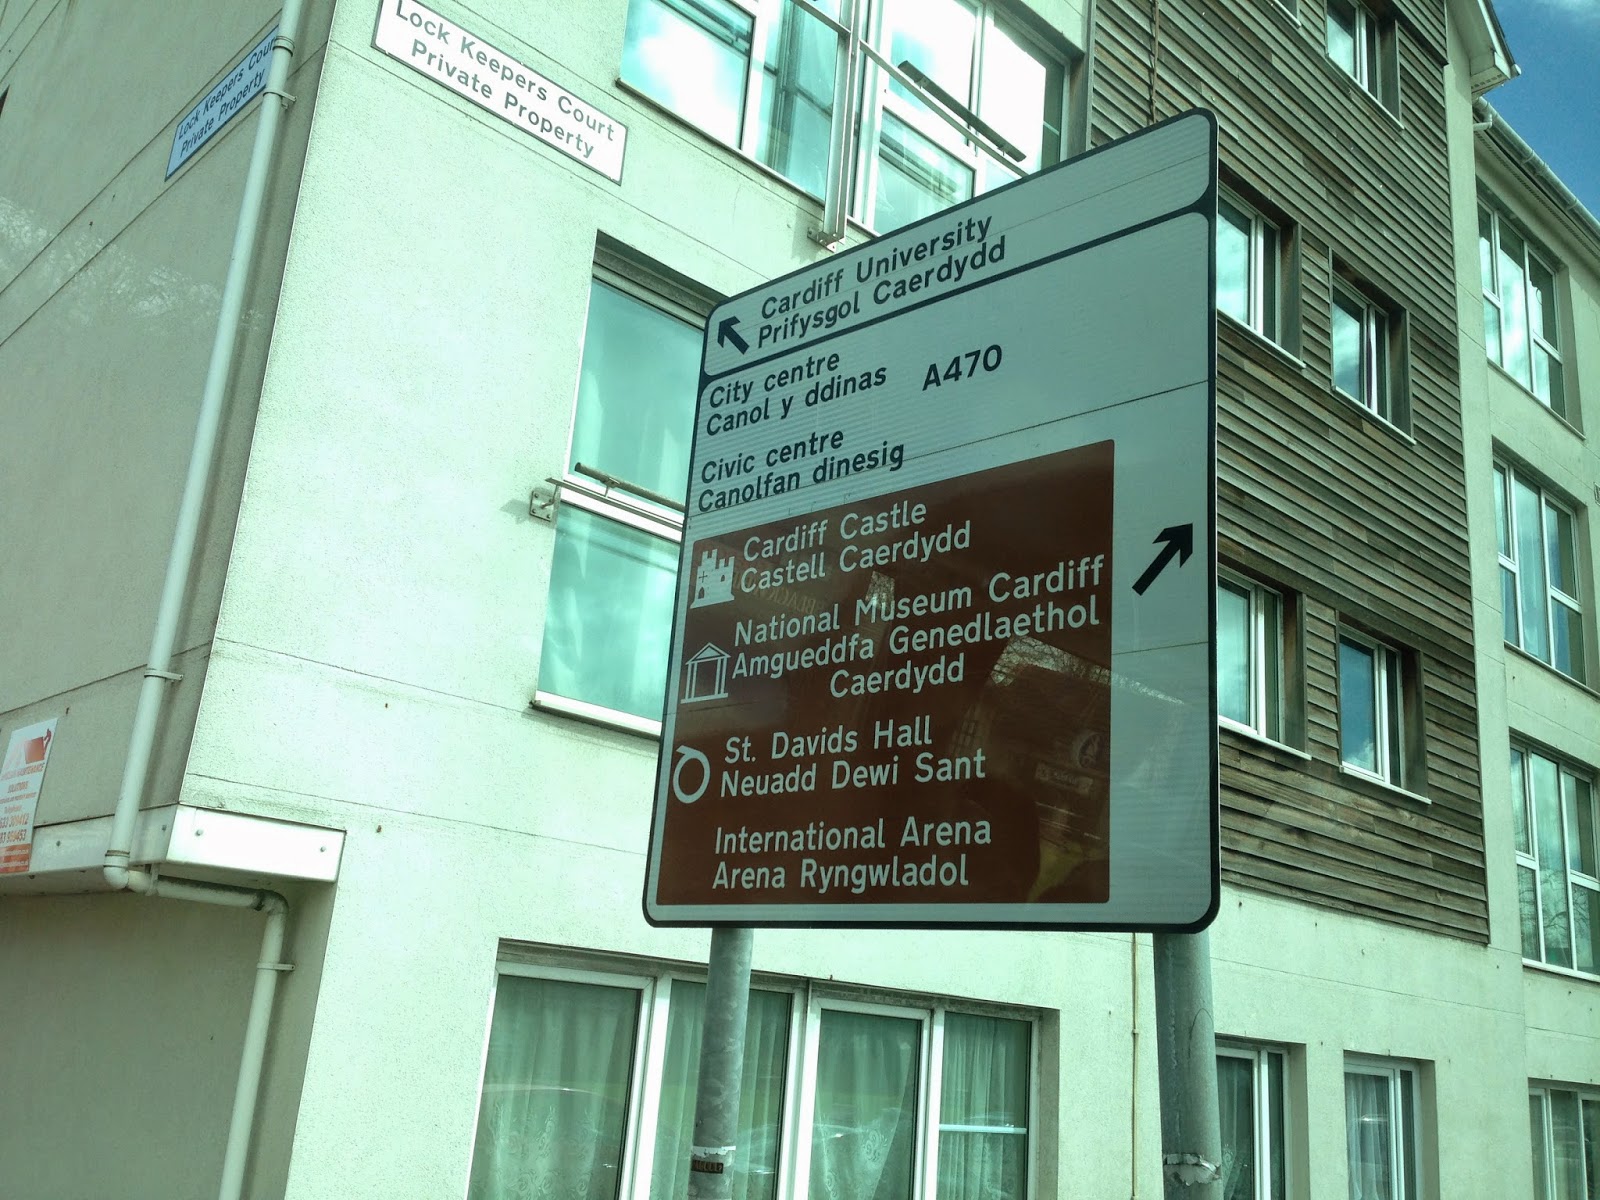 Lock Keepers Court
Private Property
Lock Keepers Court
Private Property
Cardiff University
Prifysgol Caerdydd
City centre
Canol y ddinas
A470
Civic centre
Canolfan dinesig
Cardiff Castle
Castell Caerdydd
National Museum Cardiff
Amgueddfa Genedlaethol
Caerdydd
St. Davids Hall
Neuadd Dewi Sant
International Arena
Arena Ryngwladol